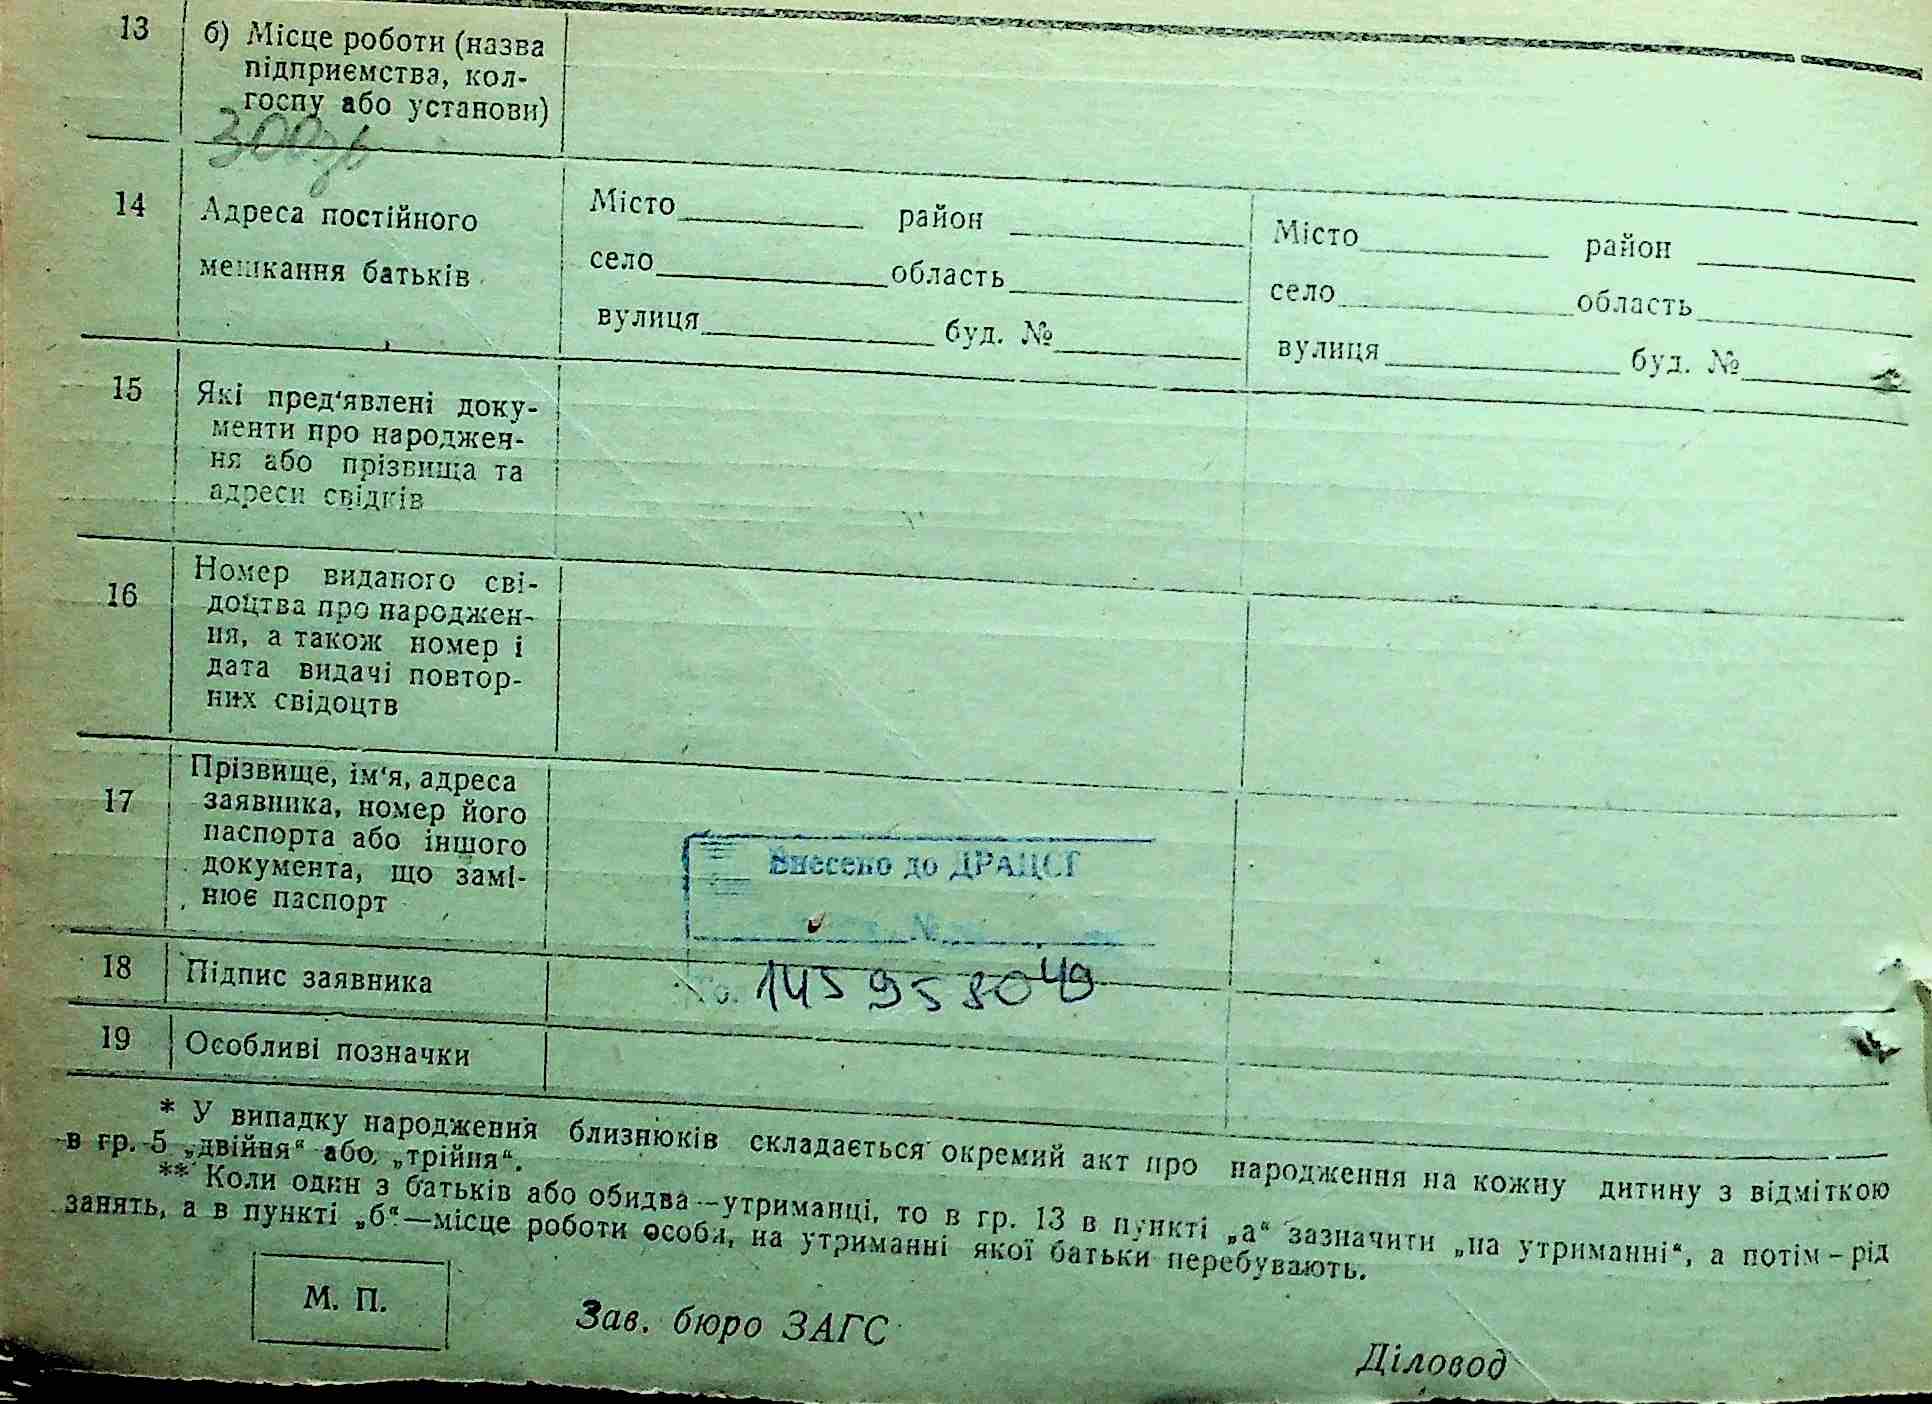 13 б) Місце роботи (назва
підприємства, кол-
госпу або установи)
14 Адреса постійного
мешкання батьків
Місто район
село область
вулиця буд. №
Місто район
село область
вулиця буд. №
15 Які пред'явлені доку-
менти про народжен-
ня або прізвища та
адреси свідків
16 Номер виданого сві-
доцтва про народжен-
ня, а також номер і
дата видачі повтор-
них свідоцтв
17 Прізвище, ім'я, адреса
заявника, номер його
паспорта або іншого
документа, що замі-
нює паспорт
Внесено до ДРАЦСГ
№
18 Підпис заявника
145958049
19 Особливі позначки
* У випадку народження близнюків складається окремий акт про народження на кожну дитину з відміткою
в гр. 5 „двійня“ або „трійня“.
** Коли один з батьків або обидва—утриманці, то в гр. 13 в пункті „а“ зазначити „на утриманні“, а потім – рід
занять, а в пункті „б“—місце роботи особи, на утриманні якої батьки перебувають.
М. П.
Зав. бюро ЗАГС
Діловод